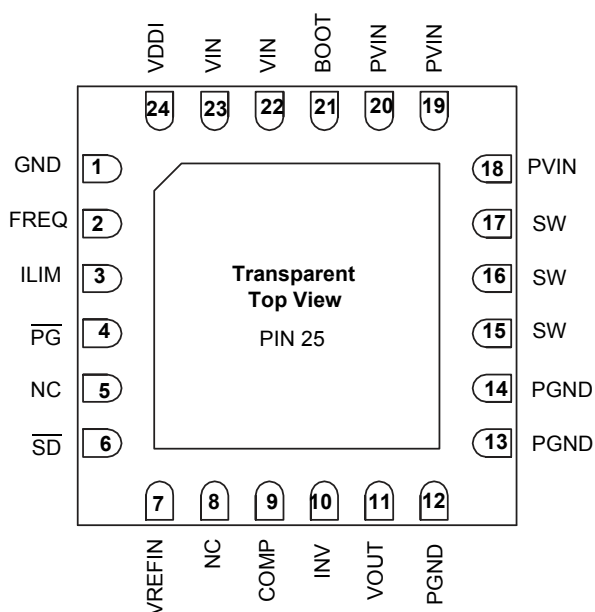 VDDI
VIN
VIN
BOOT
PVIN
PVIN
24
23
22
21
20
19
GND 1
18 PVIN
FREQ 2
17 SW
ILIM 3
16 SW
PG 4
15 SW
NC 5
14 PGND
SD 6
13 PGND
Transparent
Top View
PIN 25
7
8
9
10
11
12
VREFIN
NC
COMP
INV
VOUT
PGND